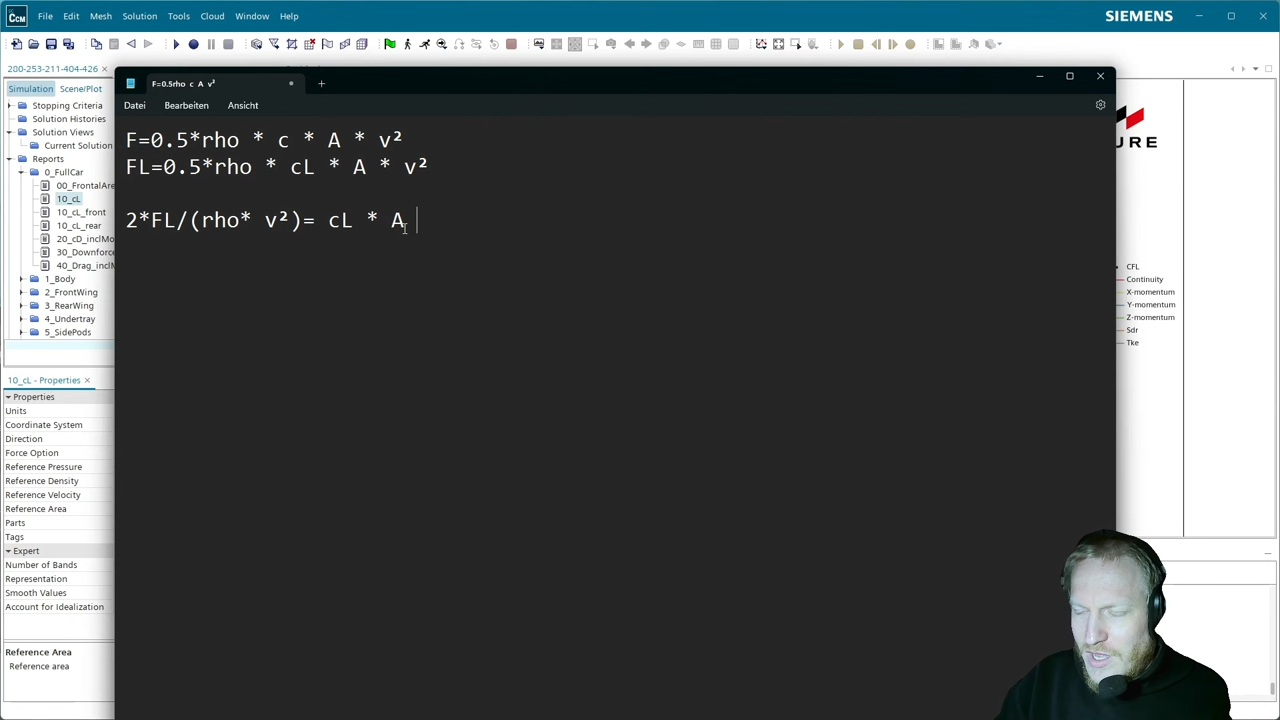 CCM File Edit Mesh Solution Tools Cloud Window Help SIEMENS
280-253-211-404-426
Simulation Scene/Plot
Stopping Criteria
Solution Histories
Solution Views
Current Solution
Reports
0_FullCar
00_FrontalAre
10_cL
10_cL_front
10_cL_rear
20_cD_inclMo
30_Downforc
40_Drag_inclM
1_Body
2_FrontWing
3_RearWing
4_Undertray
5_SidePods
10_cL - Properties
Properties
Units
Coordinate System
Direction
Force Option
Reference Pressure
Reference Density
Reference Velocity
Reference Area
Parts
Tags
Expert
Number of Bands
Representation
Smooth Values
Account for Idealization
Reference Area
Reference area
F=0.5rho c A v²
Datei Bearbeiten Ansicht
F=0.5*rho * c * A * v²
FL=0.5*rho * cL * A * v²
2*FL/(rho* v²)= cL * A
URE
CFL
Continuity
X-momentum
Y-momentum
Z-momentum
Sdr
Tke